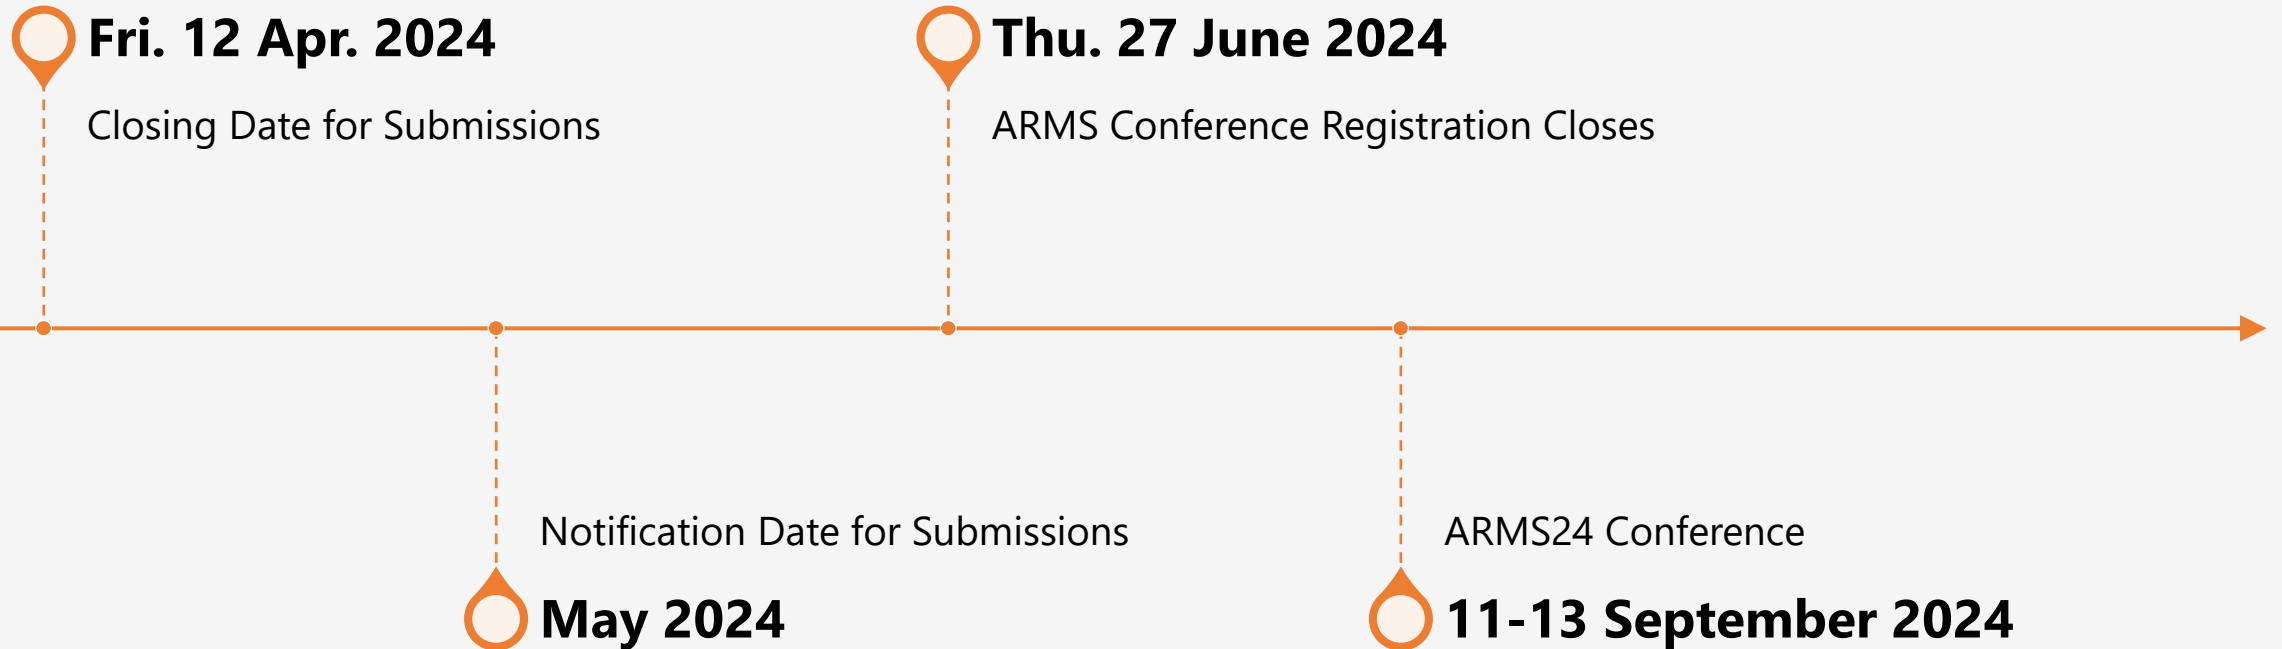 Fri. 12 Apr. 2024
Closing Date for Submissions
Thu. 27 June 2024
ARMS Conference Registration Closes
Notification Date for Submissions
May 2024
ARMS24 Conference
11-13 September 2024